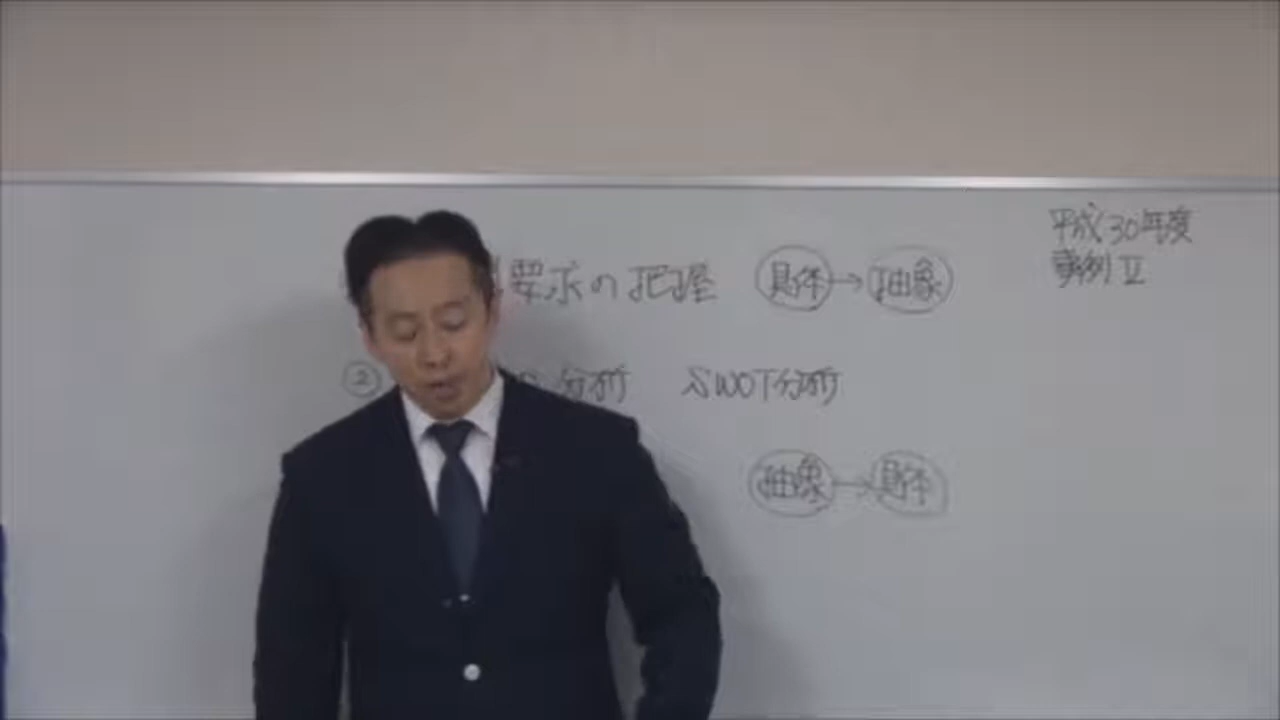 平成30年度
事例Ⅱ
要求の把握 具体→抽象
② 分析 SWOT分析
抽象→具体